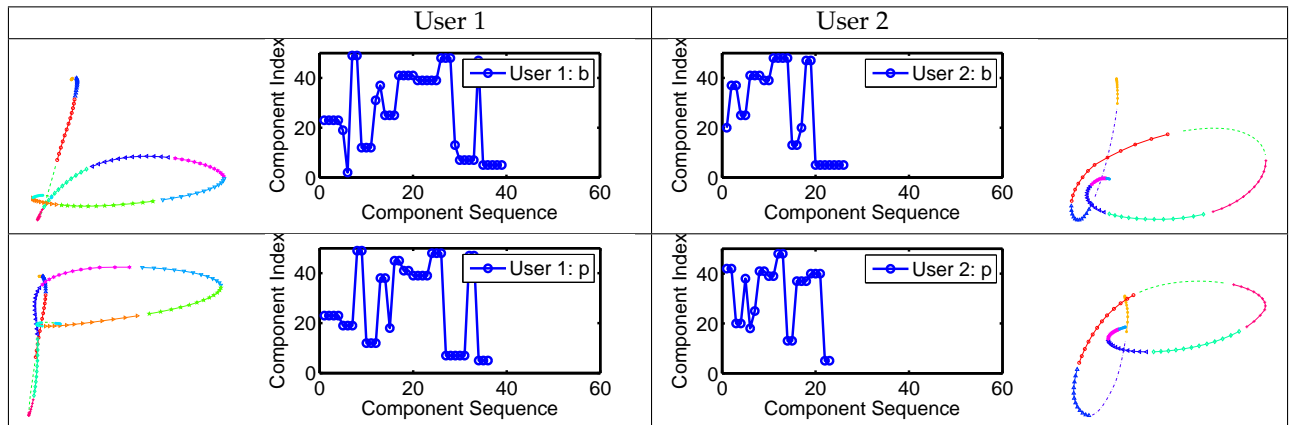 User 1 User 2
Component Index
40
20
0
0 20 40 60
Component Sequence
User 1: b
Component Index
40
20
0
0 20 40 60
Component Sequence
User 2: b
Component Index
40
20
0
0 20 40 60
Component Sequence
User 1: p
Component Index
40
20
0
0 20 40 60
Component Sequence
User 2: p